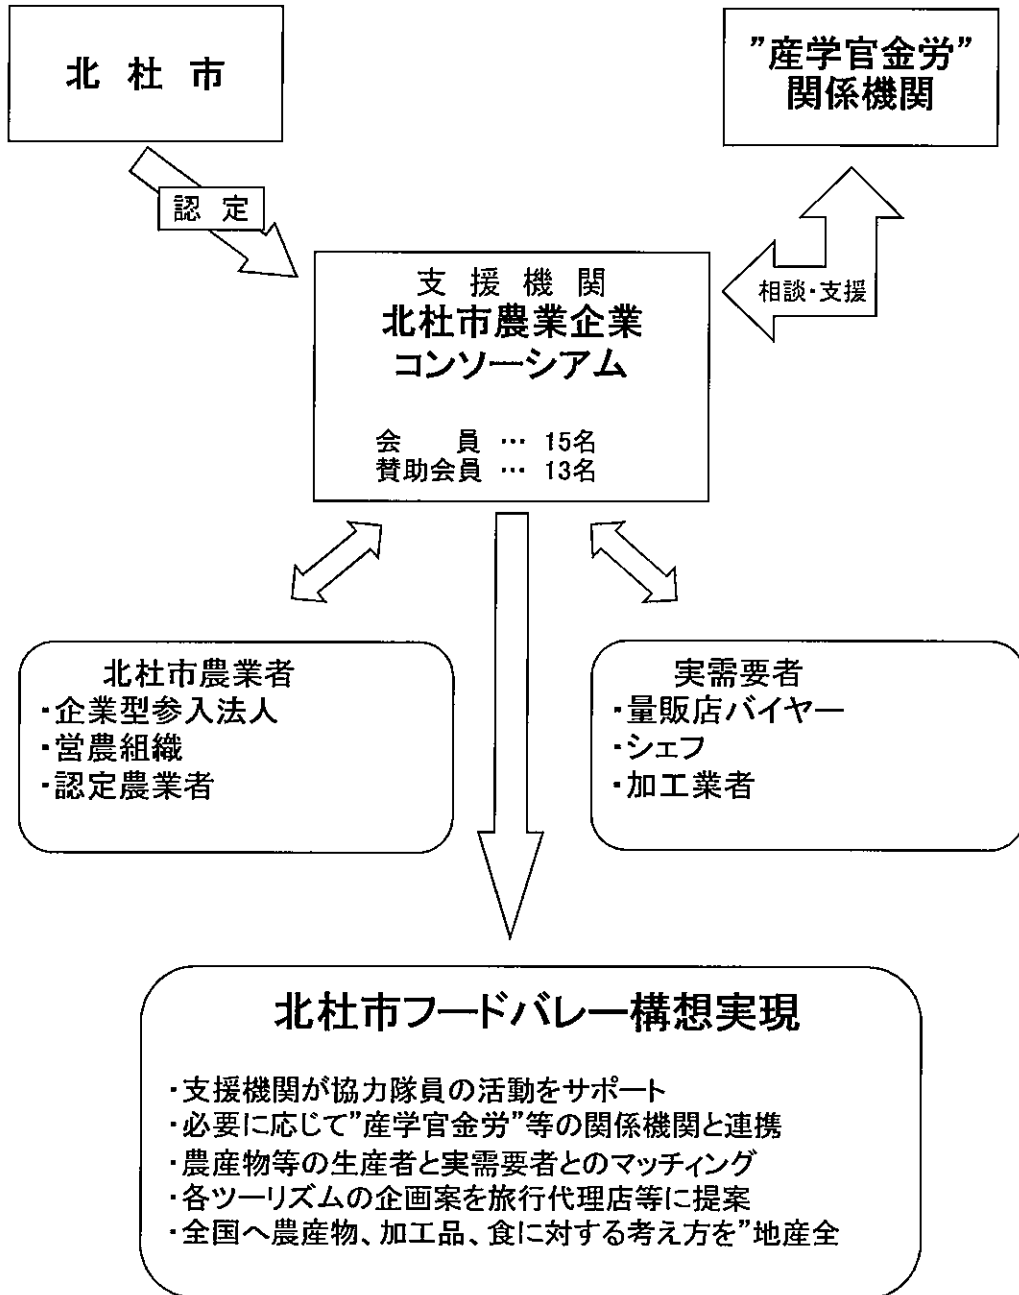 北 杜 市
”産学官金労”
関係機関
認 定
相談・支援
支 援 機 関
北杜市農業企業
コンソーシアム
会　　員 … 15名
賛助会員 … 13名
北杜市農業者
・企業型参入法人
・営農組織
・認定農業者
実需要者
・量販店バイヤー
・シェフ
・加工業者
北杜市フードバレー構想実現
・支援機関が協力隊員の活動をサポート
・必要に応じて”産学官金労”等の関係機関と連携
・農産物等の生産者と実需要者とのマッチィング
・各ツーリズムの企画案を旅行代理店等に提案
・全国へ農産物、加工品、食に対する考え方を”地産全